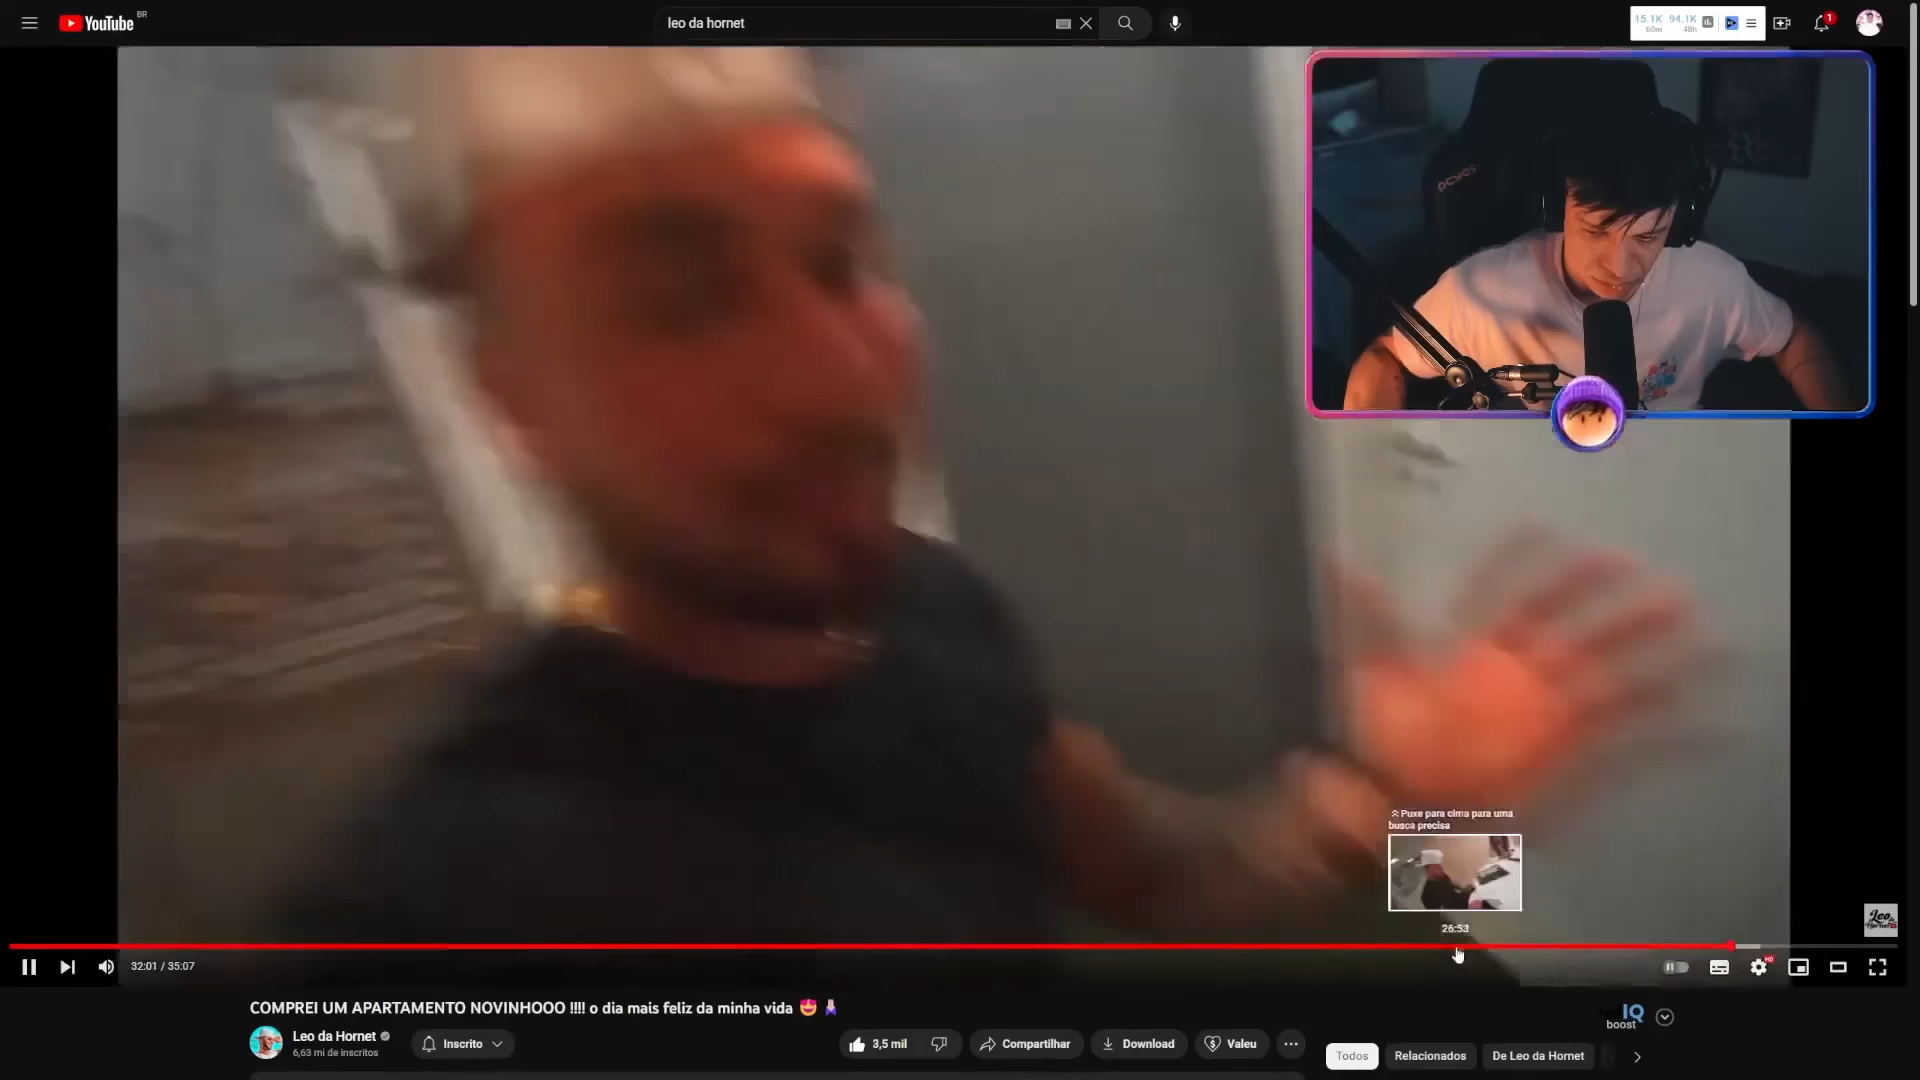 YouTube BR
leo da hornet
15.1K 94.1K
60m 48h
1
Puxe para cima para uma
busca precisa
26:53
Leo
32:01 / 35:07
HD
COMPREI UM APARTAMENTO NOVINHOOO !!!! o dia mais feliz da minha vida 🤩 🙏
IQ
boost
Leo da Hornet
6,63 mi de inscritos
Inscrito
3,5 mil
Compartilhar
Download
Valeu
Todos
Relacionados
De Leo da Hornet